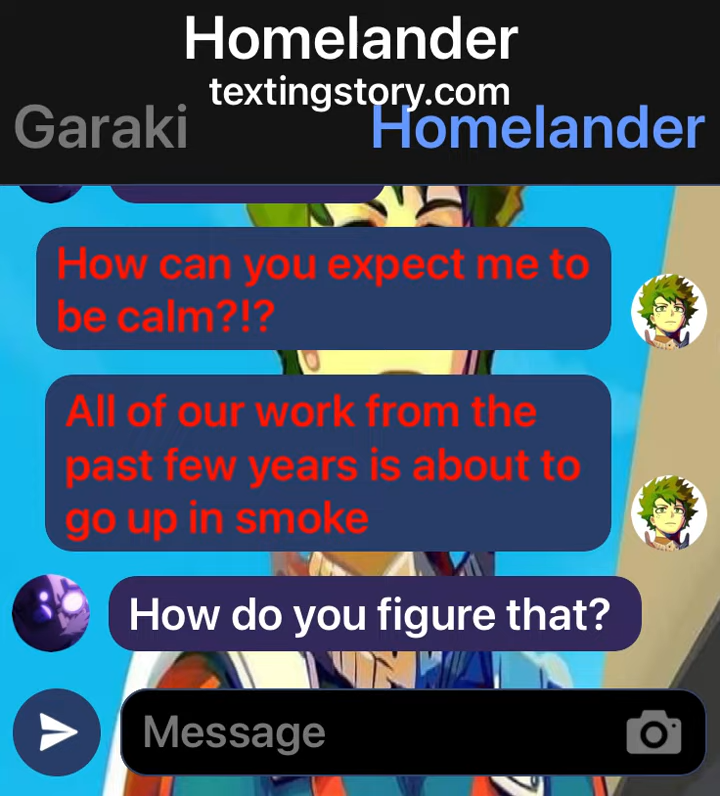 Homelander
textingstory.com
Garaki
Homelander
How can you expect me to
be calm?!?
All of our work from the
past few years is about to
go up in smoke
How do you figure that?
Message